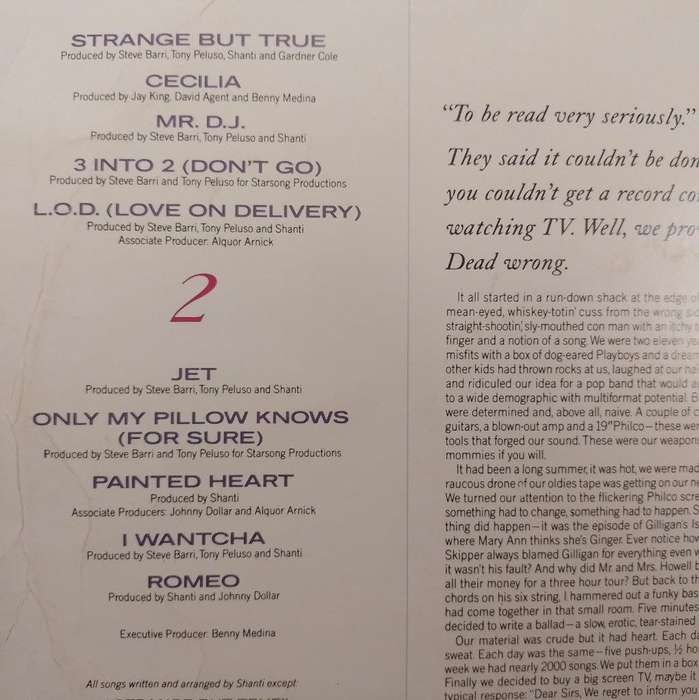 STRANGE BUT TRUE
Produced by Steve Barri, Tony Peluso, Shanti and Gardner Cole
CECILIA
Produced by Jay King, David Agent and Benny Medina
MR. D.J.
Produced by Steve Barri, Tony Peluso and Shanti
3 INTO 2 (DON'T GO)
Produced by Steve Barri and Tony Peluso for Starsong Productions
L.O.D. (LOVE ON DELIVERY)
Produced by Steve Barri, Tony Peluso and Shanti
Associate Producer: Alquor Arnick
2
JET
Produced by Steve Barri, Tony Peluso and Shanti
ONLY MY PILLOW KNOWS
(FOR SURE)
Produced by Steve Barri and Tony Peluso for Starsong Productions
PAINTED HEART
Produced by Shanti
Associate Producers: Johnny Dollar and Alquor Arnick
I WANTCHA
Produced by Steve Barri, Tony Peluso and Shanti
ROMEO
Produced by Shanti and Johnny Dollar
Executive Producer: Benny Medina
All songs written and arranged by Shanti except:
"To be read very seriously."
They said it couldn't be
you couldn't get a record
watching TV. Well, we
Dead wrong.
It all started in a run-down shack at the edge
mean-eyed, whiskey-totin' cuss from the wrong
straight-shootin', sly-mouthed con man with an itchy
finger and a notion of a song. We were two eleven
misfits with a box of dog-eared Playboys and a
other kids had thrown rocks at us, laughed at our
and ridiculed our idea for a pop band that would
to a wide demographic with multiformat potential.
were determined and, above all, naive. A couple of
guitars, a blown-out amp and a 19" Philco—these
tools that forged our sound. These were our
mommies if you will.
It had been a long summer, it was hot, we were
raucous drone of our oldies tape was getting on our
We turned our attention to the flickering Philco
something had to change, something had to happen.
thing did happen—it was the episode of Gilligan's
where Mary Ann thinks she's Ginger. Ever notice
Skipper always blamed Gilligan for everything even
it wasn't his fault? And why did Mr. and Mrs. Howell
all their money for a three hour tour? But back to
chords on his six string, I hammered out a funky
had come together in that small room. Five minutes
decided to write a ballad—a slow, erotic, tear-stained
Our material was crude but it had heart. Each
sweat. Each day was the same—five push-ups, ½
week we had nearly 2000 songs. We put them in a box
Finally we decided to buy a big screen TV, maybe
typical response: "Dear Sirs, We regret to inform